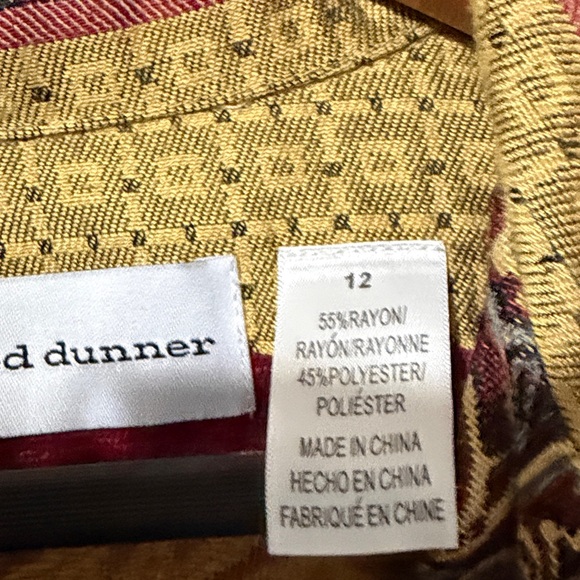 d dunner
12
55%RAYON/
RAYÓN/RAYONNE
45%POLYESTER/
POLIÉSTER
MADE IN CHINA
HECHO EN CHINA
FABRIQUÉ EN CHINE